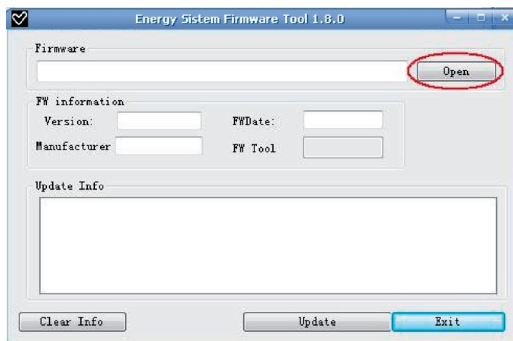 Energy Sistem Firmware Tool 1.8.0
Firmware
Open
FW information
Version:
FWDate:
Manufacturer
FW Tool
Update Info
Clear Info
Update
Exit